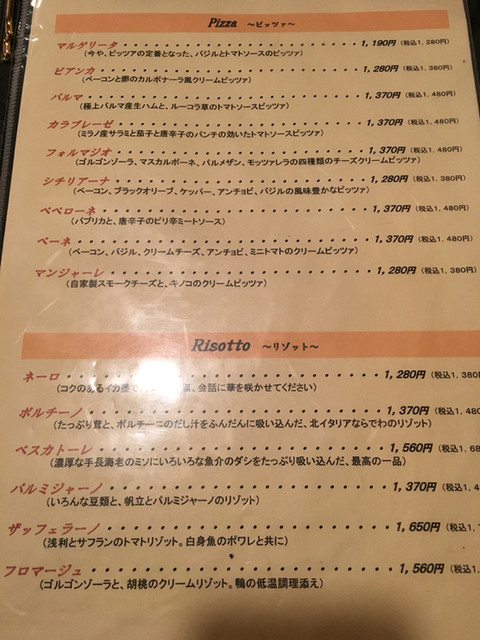 Pizza ~ピッツァ~
マルゲリータ・・・・・・・・・・・・・・・・・・・・・・・・1,190円（税込1,280円）
（今や、ピッツアの定番となった、バジルとトマトソースのピッツァ）
ビアンカ・・・・・・・・・・・・・・・・・・・・・・・・1,280円（税込1,380円）
（ベーコンと卵のカルボナーラ風クリームピッツァ）
パルマ・・・・・・・・・・・・・・・・・・・・・・・・1,370円（税込1,480円）
（極上パルマ産生ハムと、ルーコラ草のトマトソースピッツァ）
カラブレーゼ・・・・・・・・・・・・・・・・・・・・・・・・1,370円（税込1,480円）
（ミラノ産サラミと茄子と唐辛子のパンチの効いたトマトソースピッツァ）
フォルマジオ・・・・・・・・・・・・・・・・・・・・・・・・1,370円（税込1,480円）
（ゴルゴンゾーラ、マスカルポーネ、パルメザン、モッツァレラの四種類のチーズクリームピッツァ）
シチリアーナ・・・・・・・・・・・・・・・・・・・・・・・・1,280円（税込1,380円）
（ベーコン、ブラックオリーブ、ケッパー、アンチョビ、バジルの風味豊かなピッツァ）
ペペローネ・・・・・・・・・・・・・・・・・・・・・・・・1,370円（税込1,480円）
（パプリカと、唐辛子のピリ辛ミートソース）
ベーネ・・・・・・・・・・・・・・・・・・・・・・・・1,370円（税込1,480円）
（ベーコン、バジル、クリームチーズ、アンチョビ、ミニトマトのクリームピッツァ）
マンジャーレ・・・・・・・・・・・・・・・・・・・・・・・・1,280円（税込1,380円）
（自家製スモークチーズと、キノコのクリームピッツァ）
Risotto ~リゾット~
ネーロ・・・・・・・・・・・・・・・・・・・・・・・・1,280円（税込1,380円
（コクのあるイカ墨で 、会話に華を咲かせてください）
ポルチーノ・・・・・・・・・・・・・・・・・・・・・・・・1,370円（税込1,480
（たっぷり茸と、ポルチーニのだし汁をふんだんに吸い込んだ、北イタリアならでわのリゾット）
ペスカトーレ・・・・・・・・・・・・・・・・・・・・・・・・1,560円（税込1,68
（濃厚な手長海老のミソにいろいろな魚介のダシをたっぷり吸い込んだ、最高の一品）
パルミジャーノ・・・・・・・・・・・・・・・・・・・・・・・・1,370円（税込1,4
（いろんな豆類と、帆立とパルミジャーノのリゾット）
ザッフェラーノ・・・・・・・・・・・・・・・・・・・・・・・・1,650円（税込1,
（浅利とサフランのトマトリゾット。白身魚のポワレと共に）
フロマージュ・・・・・・・・・・・・・・・・・・・・・・・・1,560円（税込1,
（ゴルゴンゾーラと、胡桃のクリームリゾット。鴨の低温調理添え）